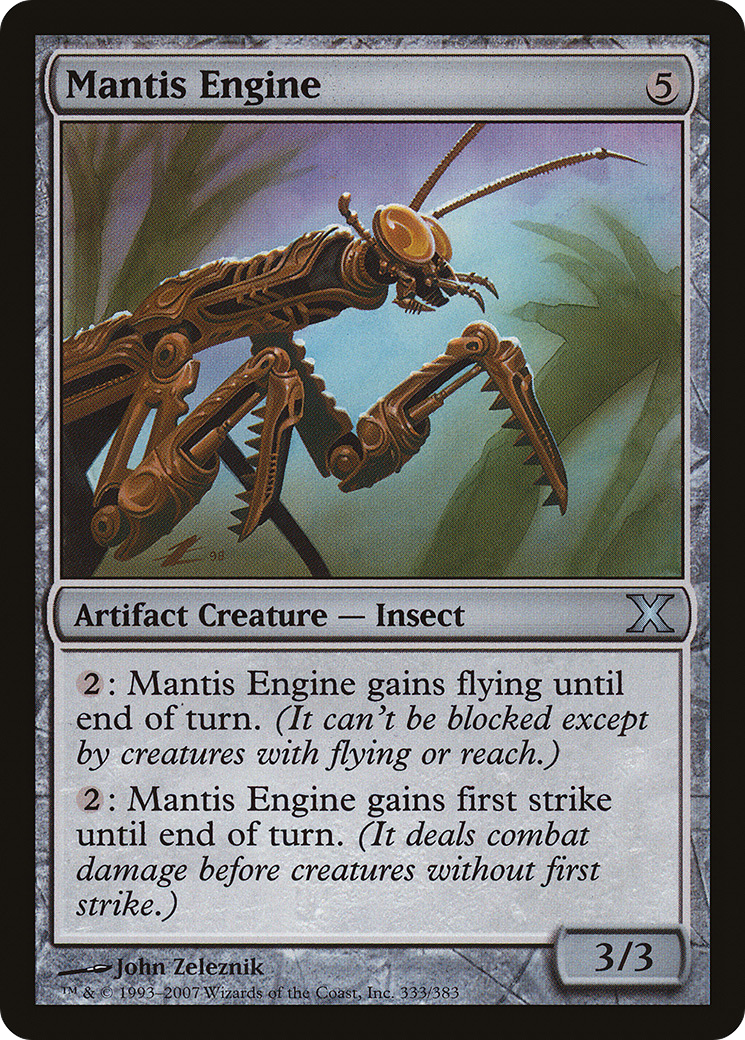 Mantis Engine 5
98
Artifact Creature — Insect X
2: Mantis Engine gains flying until
end of turn. (It can't be blocked except
by creatures with flying or reach.)
2: Mantis Engine gains first strike
until end of turn. (It deals combat
damage before creatures without first
strike.)
3/3
John Zeleznik
™ & © 1993–2007 Wizards of the Coast, Inc. 333/383